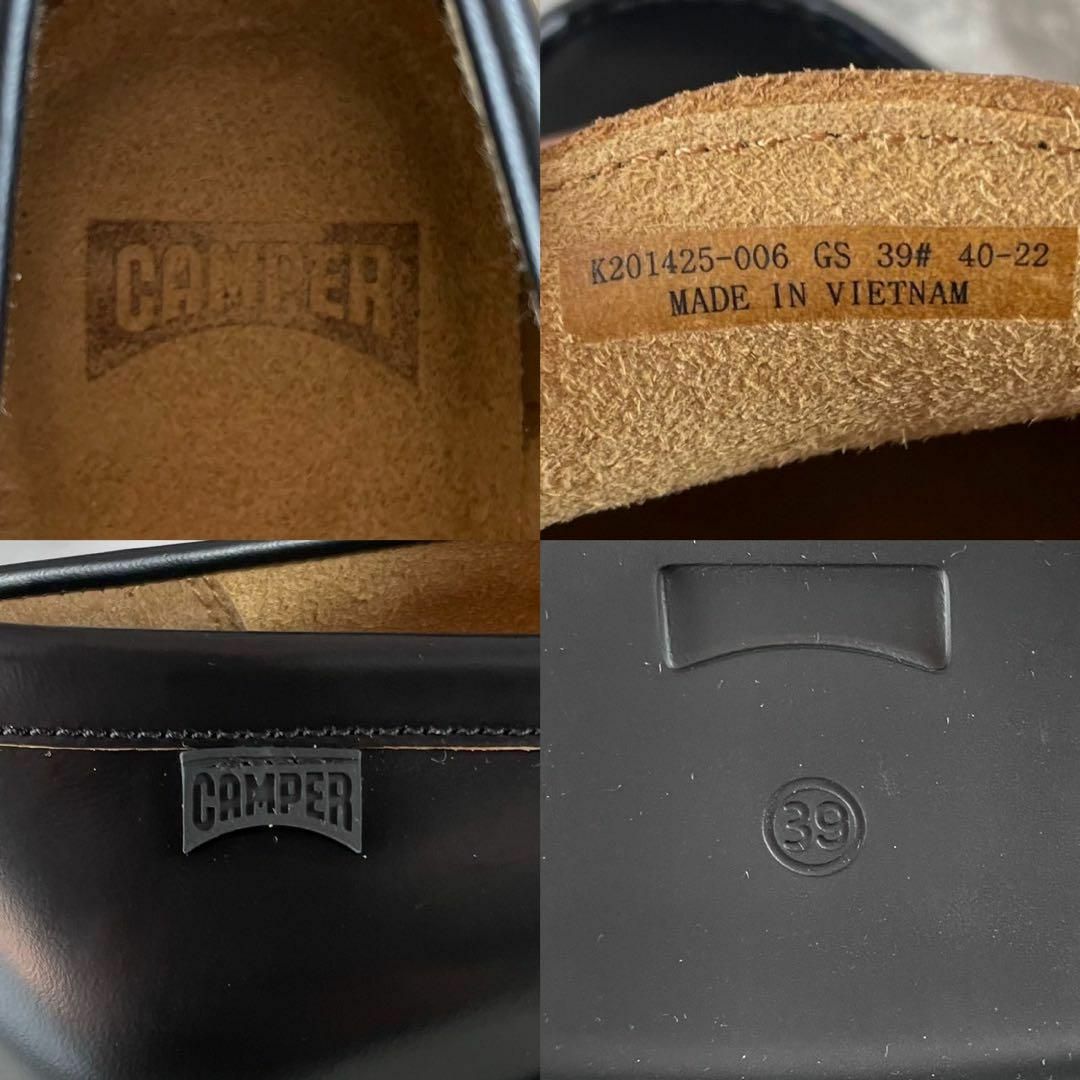 CAMPER
K201425-006 GS 39# 40-22
MADE IN VIETNAM
CAMPER
39